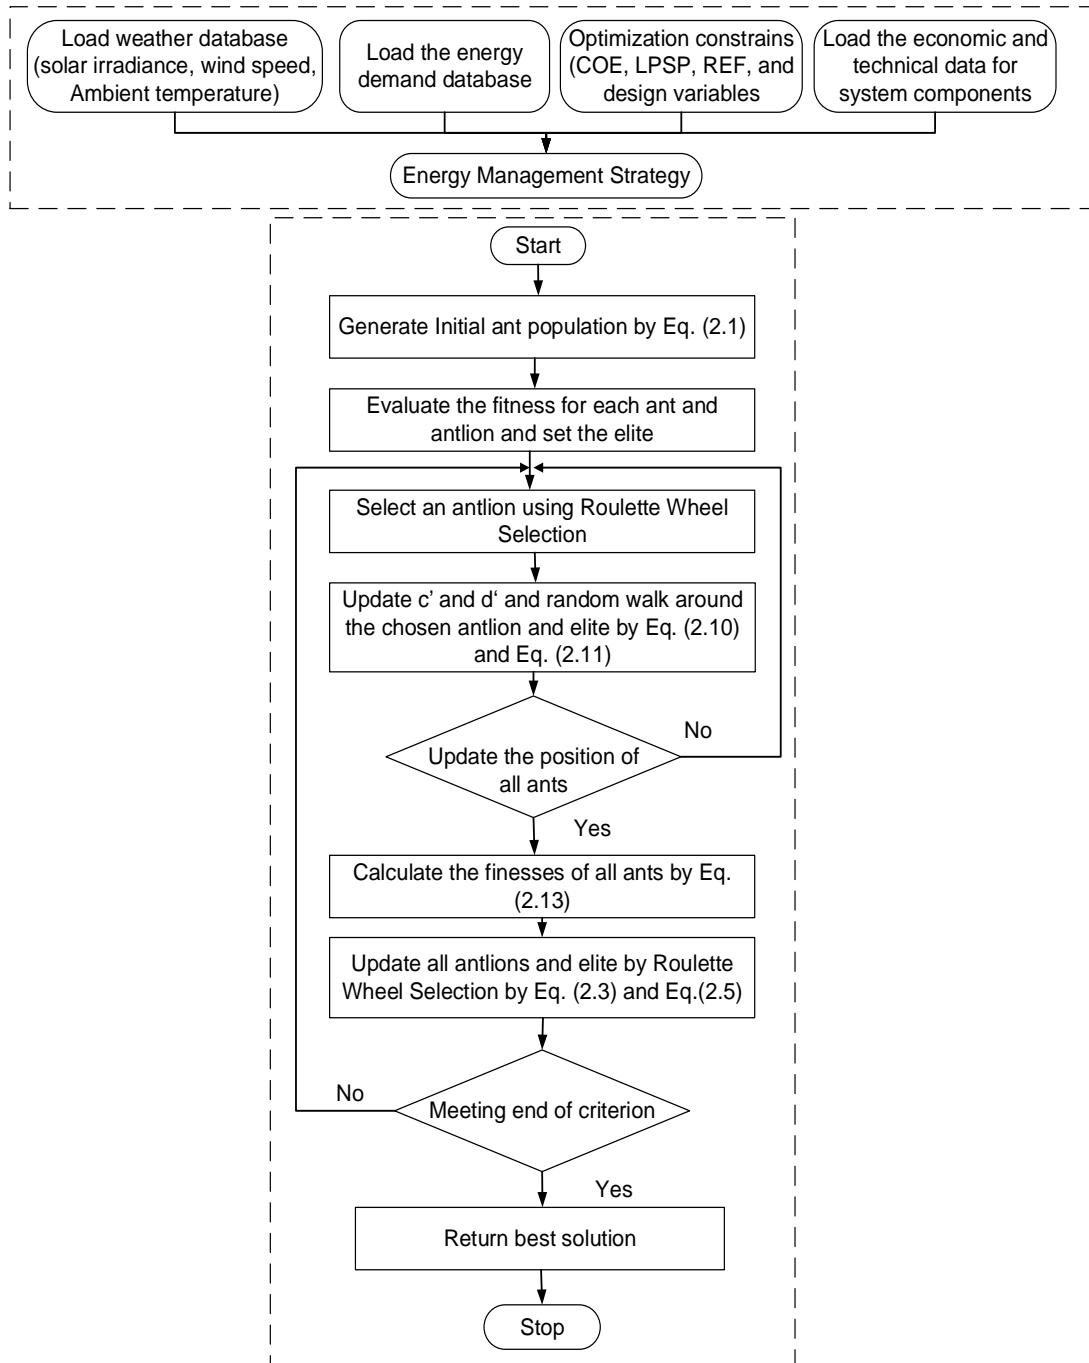 Load weather database
(solar irradiance, wind speed,
Ambient temperature)
Load the energy
demand database
Optimization constrains
(COE, LPSP, REF, and
design variables
Load the economic and
technical data for
system components
Energy Management Strategy
Start
Generate Initial ant population by Eq. (2.1)
Evaluate the fitness for each ant and
antlion and set the elite
Select an antlion using Roulette Wheel
Selection
Update c’ and d‘ and random walk around
the chosen antlion and elite by Eq. (2.10)
and Eq. (2.11)
No
Update the position of
all ants
Yes
Calculate the finesses of all ants by Eq.
(2.13)
Update all antlions and elite by Roulette
Wheel Selection by Eq. (2.3) and Eq.(2.5)
No
Meeting end of criterion
Yes
Return best solution
Stop